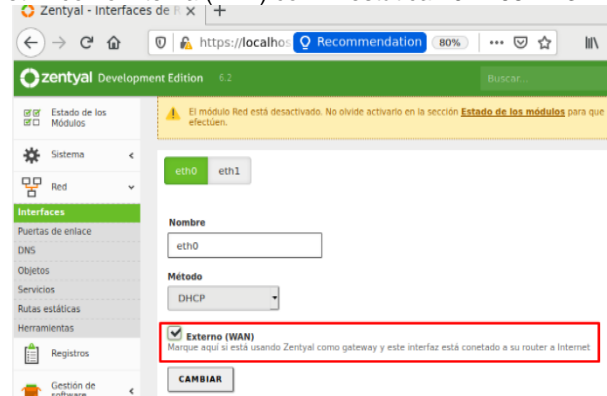 Zentyal - Interfaces de R
https://localhos Recommendation 80%
zentyal Development Edition 6.2 Buscar...
Estado de los
Módulos
Sistema
Red
Interfaces
Puertas de enlace
DNS
Objetos
Servicios
Rutas estáticas
Herramientas
Registros
Gestión de
software
El módulo Red está desactivado. No olvide activarlo en la sección Estado de los módulos para que
efectúen.
eth0 eth1
Nombre
eth0
Método
DHCP
Externo (WAN)
Marque aquí si está usando Zentyal como gateway y este interfaz está conetado a su router a Internet
CAMBIAR